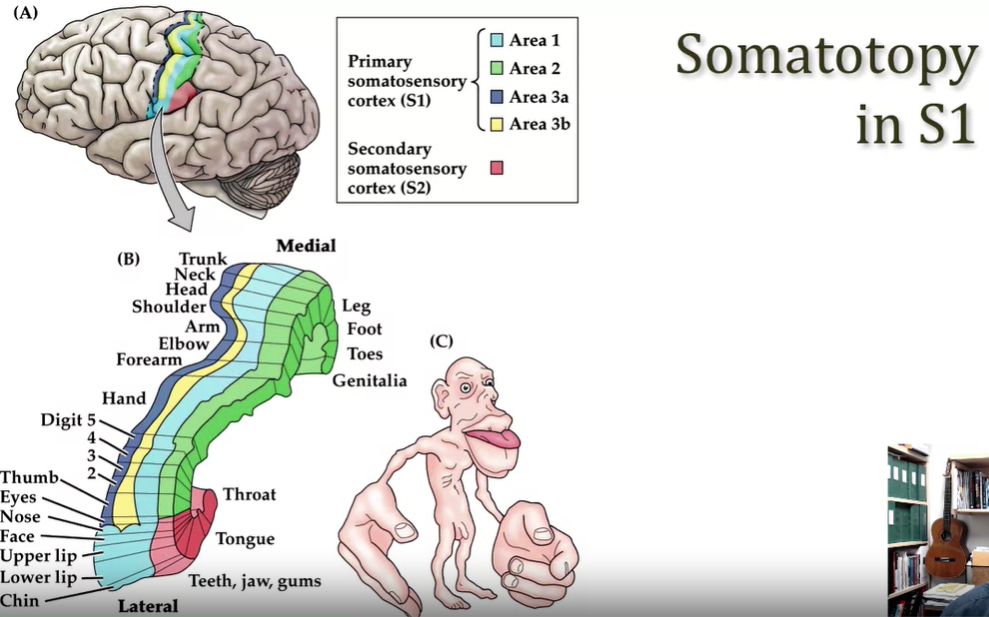 (A)
Somatotopy
in S1
Primary
somatosensory
cortex (S1)
Area 1
Area 2
Area 3a
Area 3b
Secondary
somatosensory
cortex (S2)
(B)
Medial
Trunk
Neck
Head
Shoulder
Arm
Elbow
Forearm
Hand
Digit 5
4
3
2
Thumb
Eyes
Nose
Face
Upper lip
Lower lip
Chin
Lateral
Leg
Foot
Toes
Genitalia
Throat
Tongue
Teeth, jaw, gums
(C)